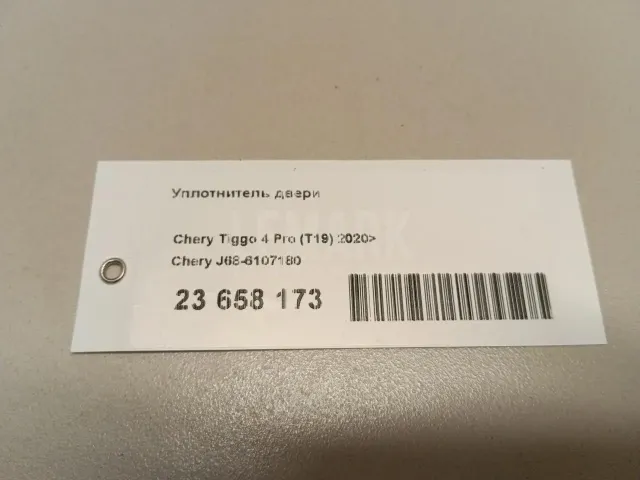 Уплотнитель двери
Chery Tiggo 4 Pro (T19) 2020>
Chery J68-6107180
23 658 173